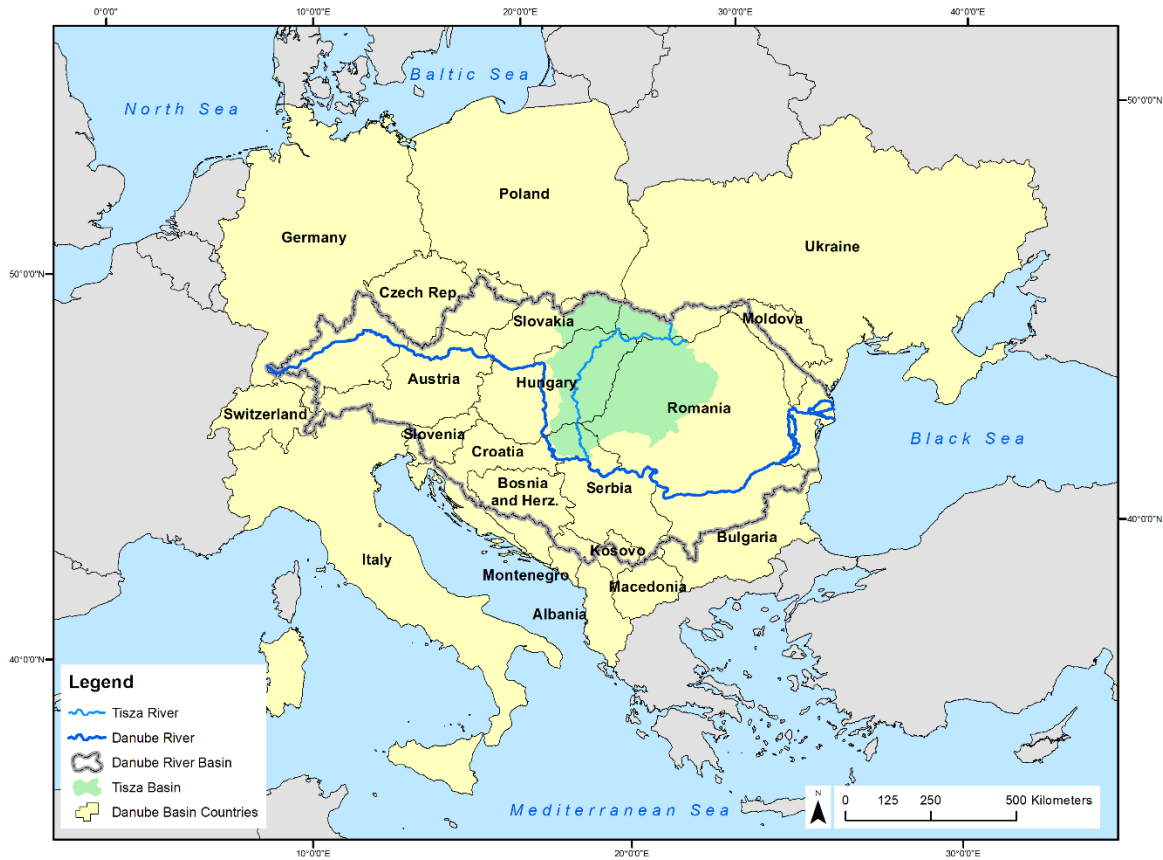 0°0'0"
10°0'0"E
20°0'0"E
30°0'0"E
40°0'0"E
Baltic Sea
North Sea
50°0'0"N
Poland
Germany
Ukraine
50°0'0"N
Czech Rep.
Slovakia
Moldova
Austria
Hungary
Switzerland
Romania
Slovenia
Black Sea
Croatia
Bosnia
and Herz.
Serbia
40°0'0"N
Bulgaria
Kosovo
Italy
Montenegro
Macedonia
Albania
40°0'0"N
Legend
Tisza River
Danube River
Danube River Basin
Tisza Basin
Danube Basin Countries
Mediterranean Sea
N
0 125 250 500 Kilometers
10°0'0"E
20°0'0"E
30°0'0"E